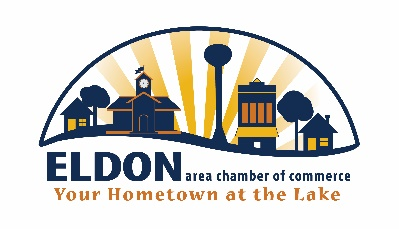 ELDON area chamber of commerce
Your Hometown at the Lake